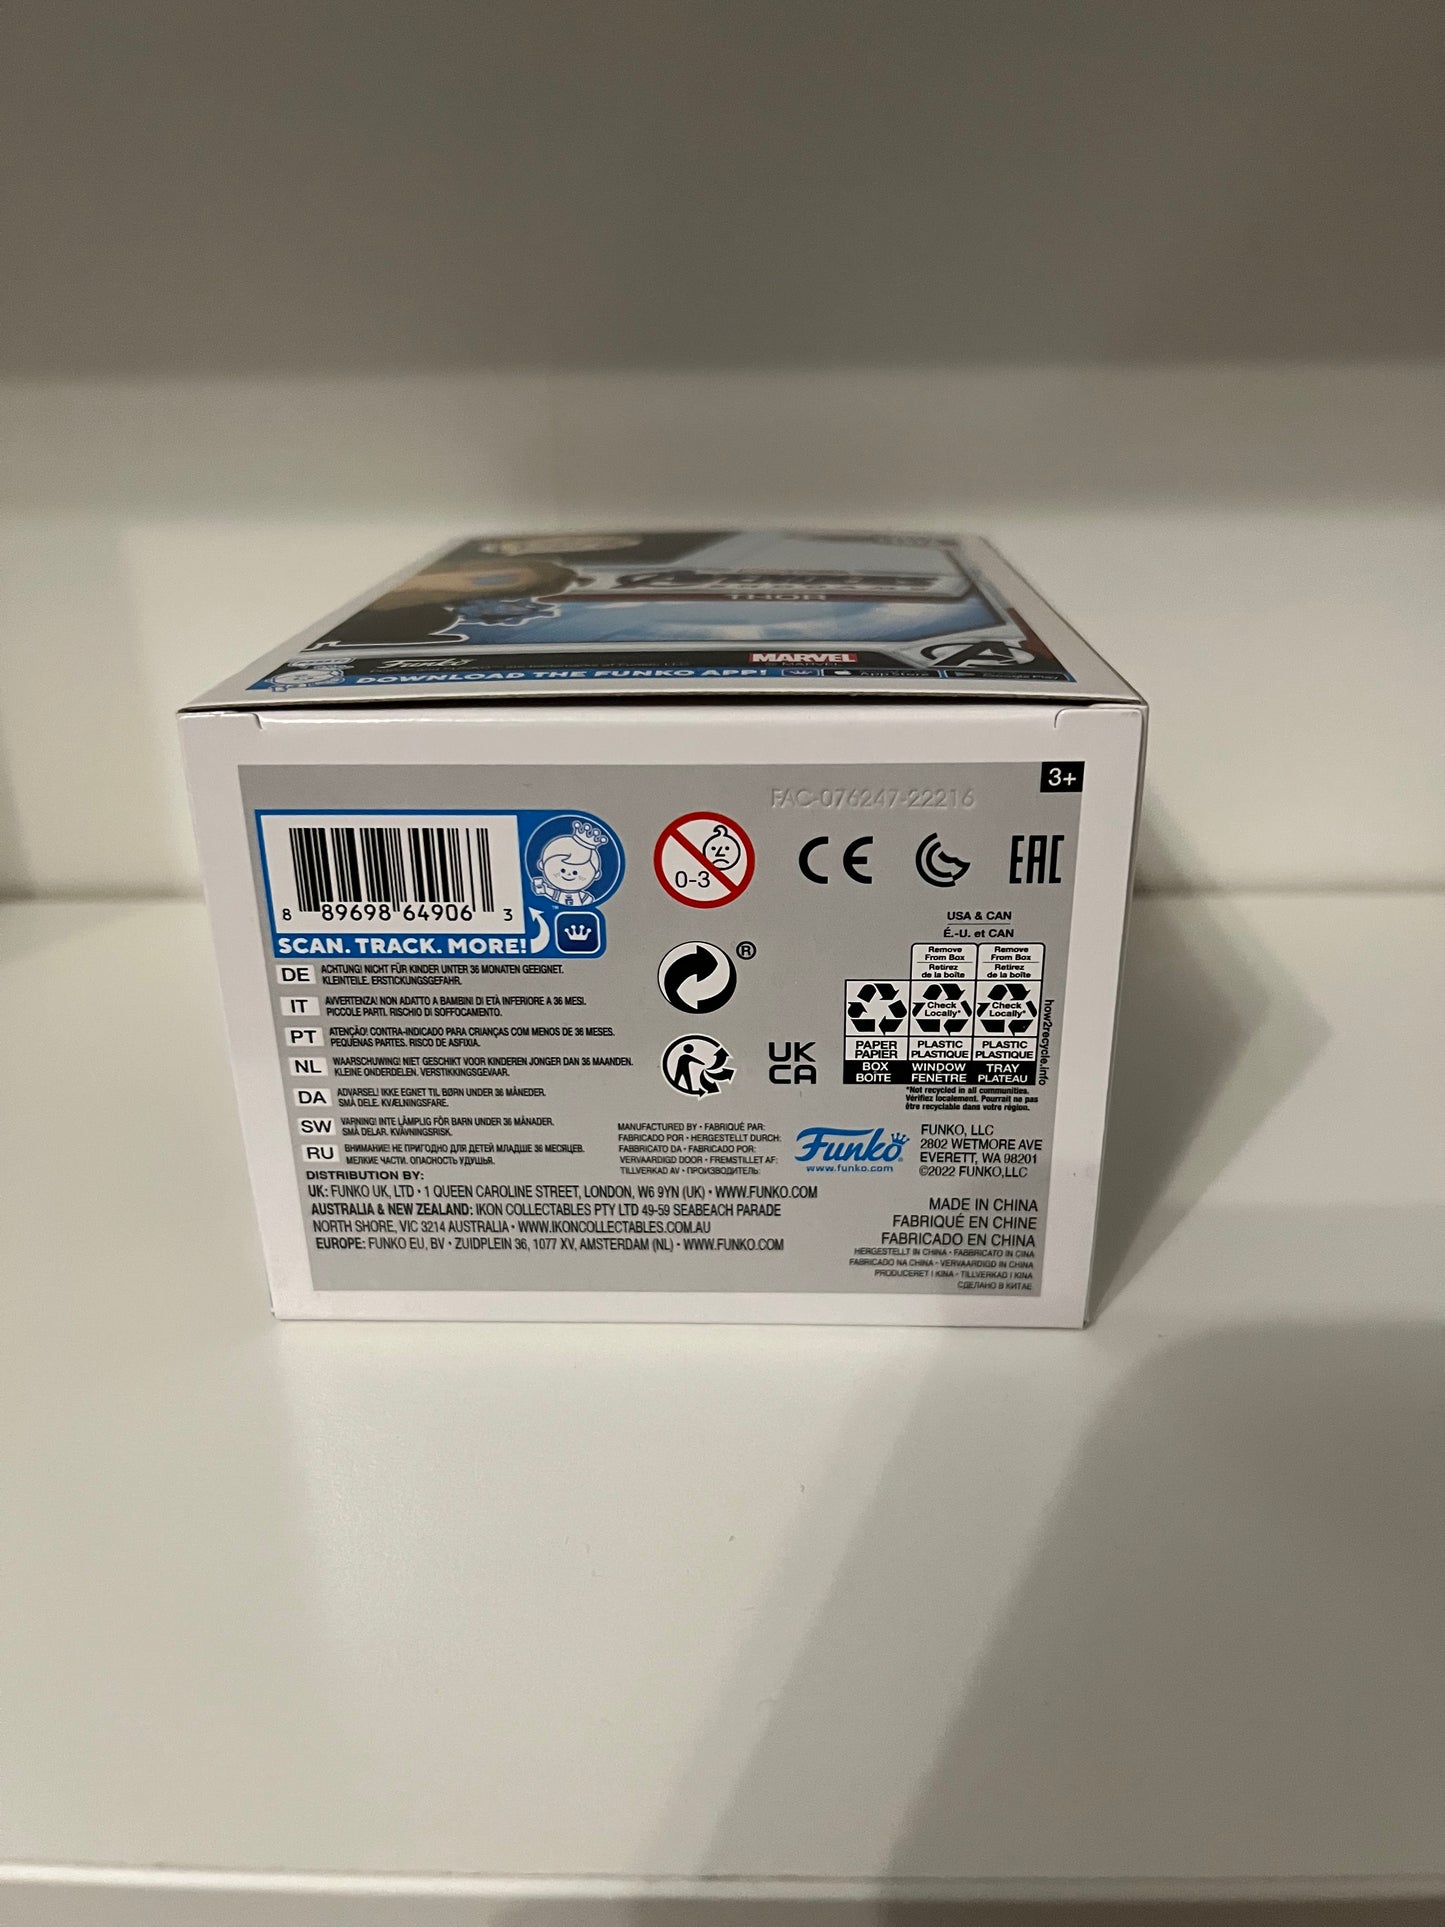 AVENGERS
ENDGAME
THOR
Funko
MARVEL
© MARVEL
DOWNLOAD THE FUNKO APP!
App Store
Google Play
3+
FAC-076247-22216
8 89698 64906 3
SCAN. TRACK. MORE!
™
0-3
CE
EAC
USA & CAN
É.-U. et CAN
Remove From Box
Retirez de la boîte
Remove From Box
Retirez de la boîte
Check Locally*
Check Locally*
PAPER
PAPIER
PLASTIC
PLASTIQUE
PLASTIC
PLASTIQUE
BOX
BOÎTE
WINDOW
FENÊTRE
TRAY
PLATEAU
how2recycle.info
*Not recycled in all communities.
Vérifiez localement. Pourrait ne pas
être recyclable dans votre région.
®
UK
CA
DE ACHTUNG! NICHT FÜR KINDER UNTER 36 MONATEN GEEIGNET.
KLEINTEILE. ERSTICKUNGSGEFAHR.
IT AVVERTENZA! NON ADATTO A BAMBINI DI ETÀ INFERIORE A 36 MESI.
PICCOLE PARTI. RISCHIO DI SOFFOCAMENTO.
PT ATENÇÃO! CONTRA-INDICADO PARA CRIANÇAS COM MENOS DE 36 MESES.
PEQUENAS PARTES. RISCO DE ASFIXIA.
NL WAARSCHUWING! NIET GESCHIKT VOOR KINDEREN JONGER DAN 36 MAANDEN.
KLEINE ONDERDELEN. VERSTIKKINGSGEVAAR.
DA ADVARSEL! IKKE EGNET TIL BØRN UNDER 36 MÅNEDER.
SMÅ DELE. KVÆLNINGSFARE.
SW VARNING! INTE LÄMPLIG FÖR BARN UNDER 36 MÅNADER.
SMÅ DELAR. KVÄVNINGSRISK.
RU ВНИМАНИЕ! НЕ ПРИГОДНО ДЛЯ ДЕТЕЙ МЛАДШЕ 36 МЕСЯЦЕВ.
МЕЛКИЕ ЧАСТИ. ОПАСНОСТЬ УДУШЬЯ.
MANUFACTURED BY • FABRIQUÉ PAR:
FABRICADO POR • HERGESTELLT DURCH:
FABBRICATO DA • FABRICADO POR:
VERVAARDIGD DOOR • FREMSTILLET AF:
TILLVERKAD AV • ПРОИЗВОДИТЕЛЬ:
Funko®
www.funko.com
FUNKO, LLC
2802 WETMORE AVE
EVERETT, WA 98201
©2022 FUNKO,LLC
DISTRIBUTION BY:
UK: FUNKO UK, LTD • 1 QUEEN CAROLINE STREET, LONDON, W6 9YN (UK) • WWW.FUNKO.COM
AUSTRALIA & NEW ZEALAND: IKON COLLECTABLES PTY LTD 49-59 SEABEACH PARADE
NORTH SHORE, VIC 3214 AUSTRALIA • WWW.IKONCOLLECTABLES.COM.AU
EUROPE: FUNKO EU, BV • ZUIDPLEIN 36, 1077 XV, AMSTERDAM (NL) • WWW.FUNKO.COM
MADE IN CHINA
FABRIQUÉ EN CHINE
FABRICADO EN CHINA
HERGESTELLT IN CHINA • FABBRICATO IN CINA
FABRICADO NA CHINA • VERVAARDIGD IN CHINA
PRODUCERET I KINA • TILLVERKAD I KINA
СДЕЛАНО В КИТАЕ